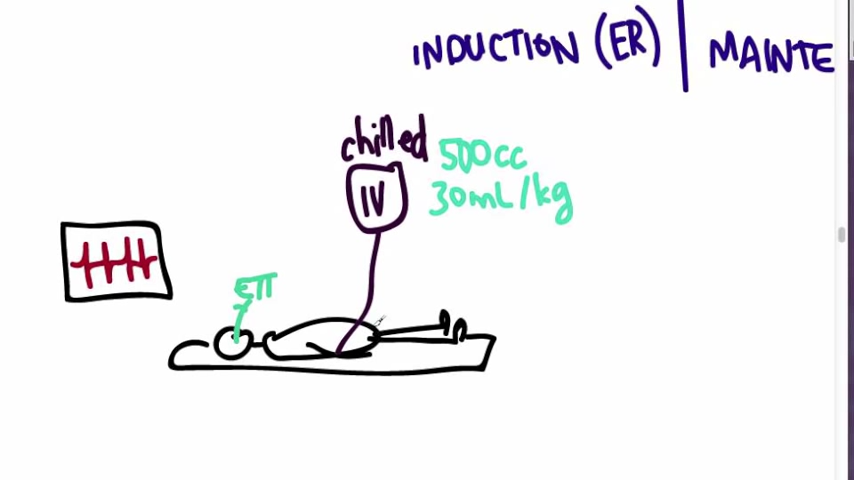 INDUCTION (ER) | MAINTE
chilled
500cc
IV
30mL/kg
ETT